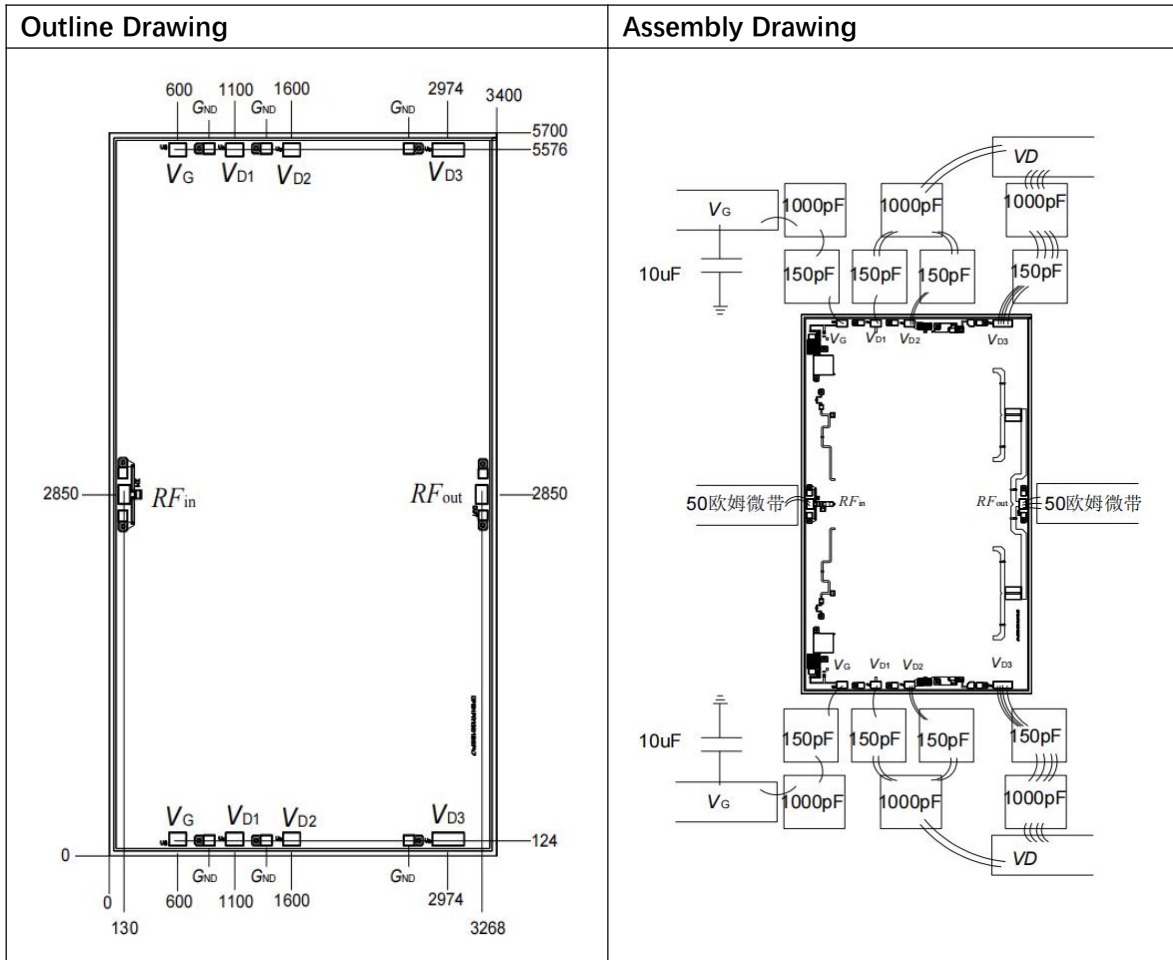 Outline Drawing
600 1100 1600 2974 3400
GND GND GND
5700
5576
VG VD1 VD2 VD3
2850 RFin RFout 2850
VG VD1 VD2 VD3
0 124
GND GND GND
0 600 1100 1600 2974
130 3268
Assembly Drawing
VD
VG 1000pF 1000pF 1000pF
10uF 150pF 150pF 150pF 150pF
VG VD1 VD2 VD3
50欧姆微带 RFin RFout 50欧姆微带
VG VD1 VD2 VD3
10uF 150pF 150pF 150pF 150pF
VG 1000pF 1000pF 1000pF
VD